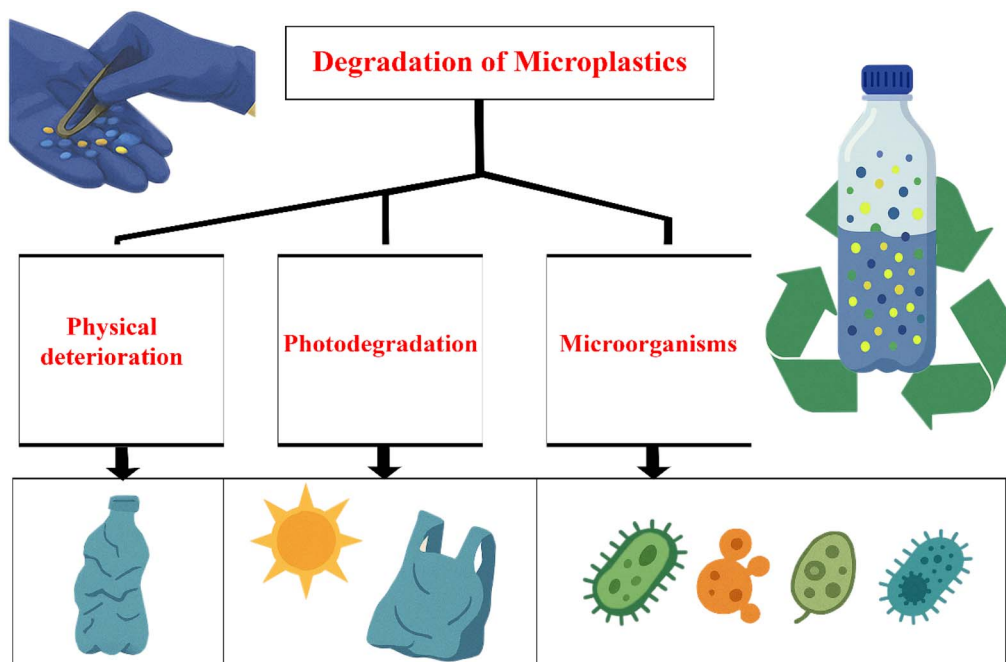 Degradation of Microplastics
Physical
deterioration
Photodegradation
Microorganisms